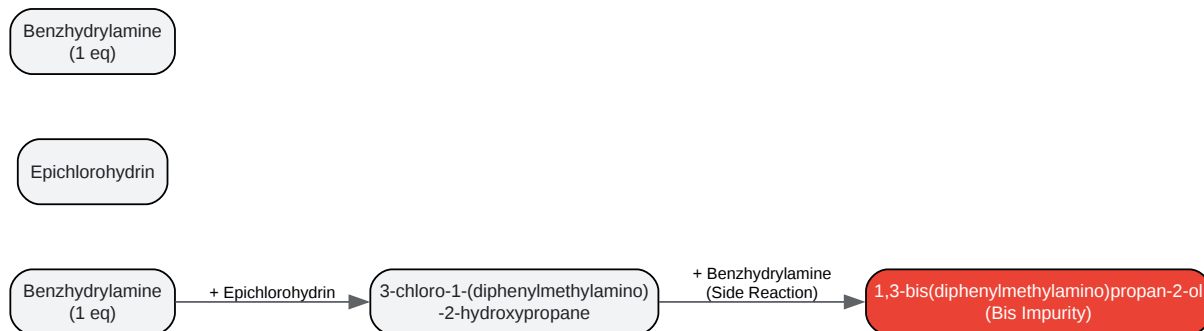 Benzhydrylamine
(1 eq)
Epichlorohydrin
Benzhydrylamine
(1 eq)
+ Epichlorohydrin
3-chloro-1-(diphenylmethylamino)
-2-hydroxypropane
+ Benzhydrylamine
(Side Reaction)
1,3-bis(diphenylmethylamino)propan-2-ol
(Bis Impurity)